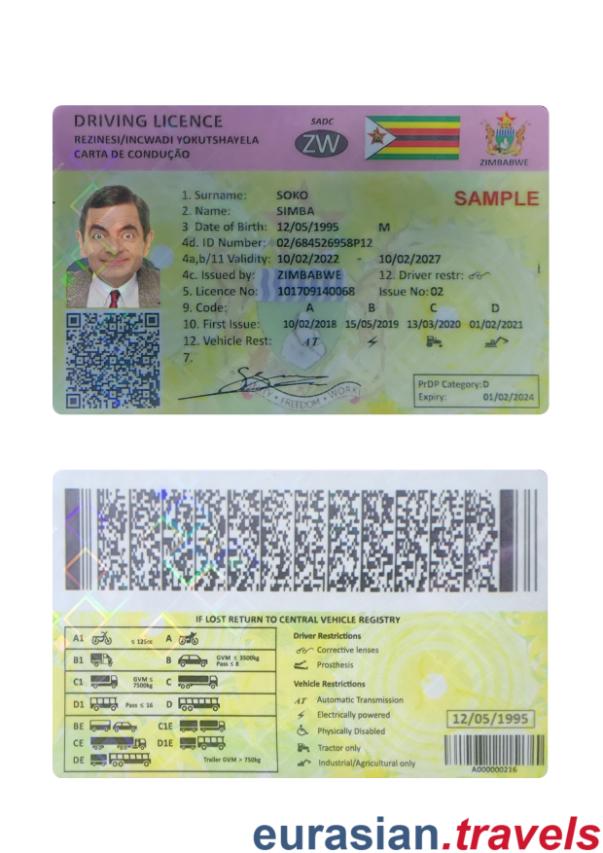 DRIVING LICENCE
REZINESI/INCWADI YOKUTSHAYELA
CARTA DE CONDUÇÃO
SADC
ZW
ZIMBABWE
SAMPLE
1. Surname: SOKO
2. Name: SIMBA
3 Date of Birth: 12/05/1995 M
4d. ID Number: 02/684526958P12
4a,b/11 Validity: 10/02/2022 - 10/02/2027
4c. Issued by: ZIMBABWE 12. Driver restr:
5. Licence No: 101709140068 Issue No: 02
9. Code: A B C D
10. First Issue: 10/02/2018 15/05/2019 13/03/2020 01/02/2021
12. Vehicle Rest: AT
7.
FREEDOM • WORK
PrDP Category: D
Expiry: 01/02/2024
IF LOST RETURN TO CENTRAL VEHICLE REGISTRY
A1 ≤ 125cc A
B1 B GVM ≤ 3500kg Pass ≤ 8
C1 GVM ≤ 7500kg C
D1 Pass ≤ 16 D
BE C1E
CE D1E
DE Trailer GVM > 750kg
Driver Restrictions
Corrective lenses
Prosthesis
Vehicle Restrictions
AT Automatic Transmission
Electrically powered
Physically Disabled
Tractor only
Industrial/Agricultural only
12/05/1995
A000000216
eurasian.travels